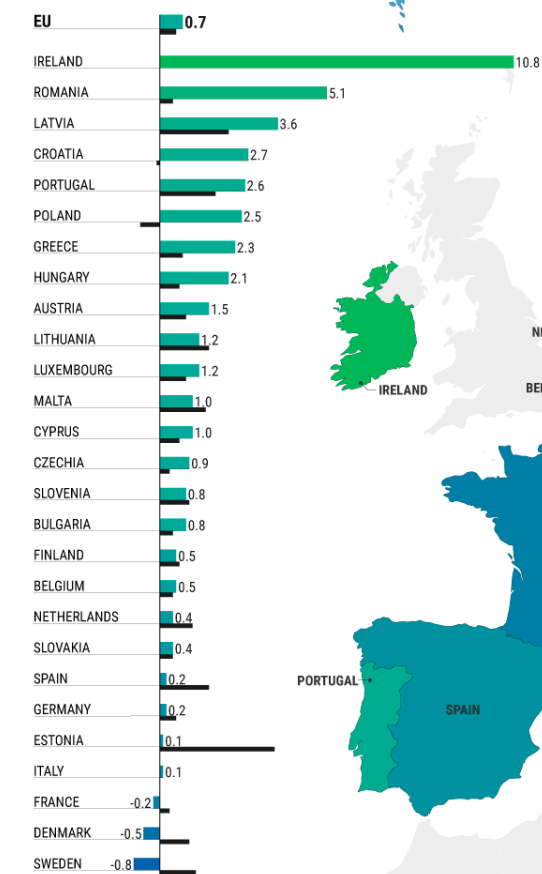 EU 0.7
IRELAND 10.8
ROMANIA 5.1
LATVIA 3.6
CROATIA 2.7
PORTUGAL 2.6
POLAND 2.5
GREECE 2.3
HUNGARY 2.1
AUSTRIA 1.5
LITHUANIA 1.2
LUXEMBOURG 1.2
MALTA 1.0
CYPRUS 1.0
CZECHIA 0.9
SLOVENIA 0.8
BULGARIA 0.8
FINLAND 0.5
BELGIUM 0.5
NETHERLANDS 0.4
SLOVAKIA 0.4
SPAIN 0.2
GERMANY 0.2
ESTONIA 0.1
ITALY 0.1
FRANCE -0.2
DENMARK -0.5
SWEDEN -0.8
NE
IRELAND
BEL
PORTUGAL
SPAIN